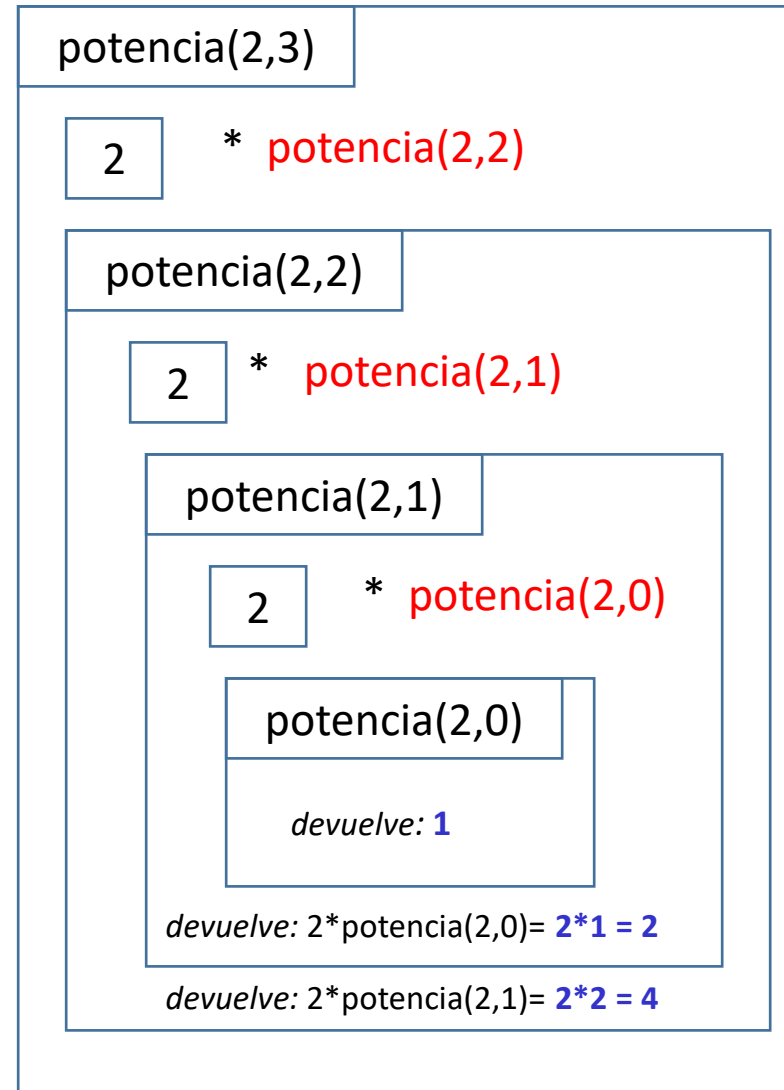 potencia(2,3)
2 * potencia(2,2)
potencia(2,2)
2 * potencia(2,1)
potencia(2,1)
2 * potencia(2,0)
potencia(2,0)
devuelve: 1
devuelve: 2*potencia(2,0)= 2*1 = 2
devuelve: 2*potencia(2,1)= 2*2 = 4